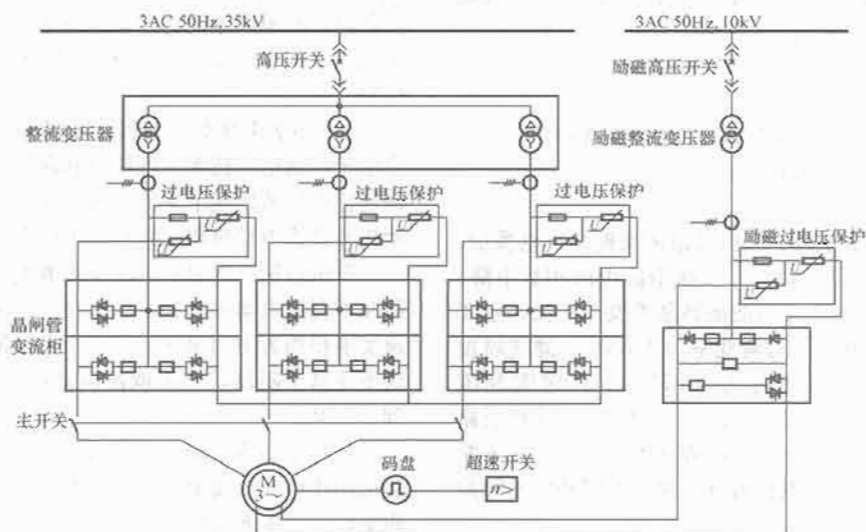 3AC 50Hz,35kV
3AC 50Hz,10kV
高压开关
励磁高压开关
整流变压器
励磁整流变压器
过电压保护
过电压保护
过电压保护
励磁过电压保护
U
U
U
U
U
U
U
U
晶闸管
变流柜
主开关
码盘
超速开关
M
3~
n>